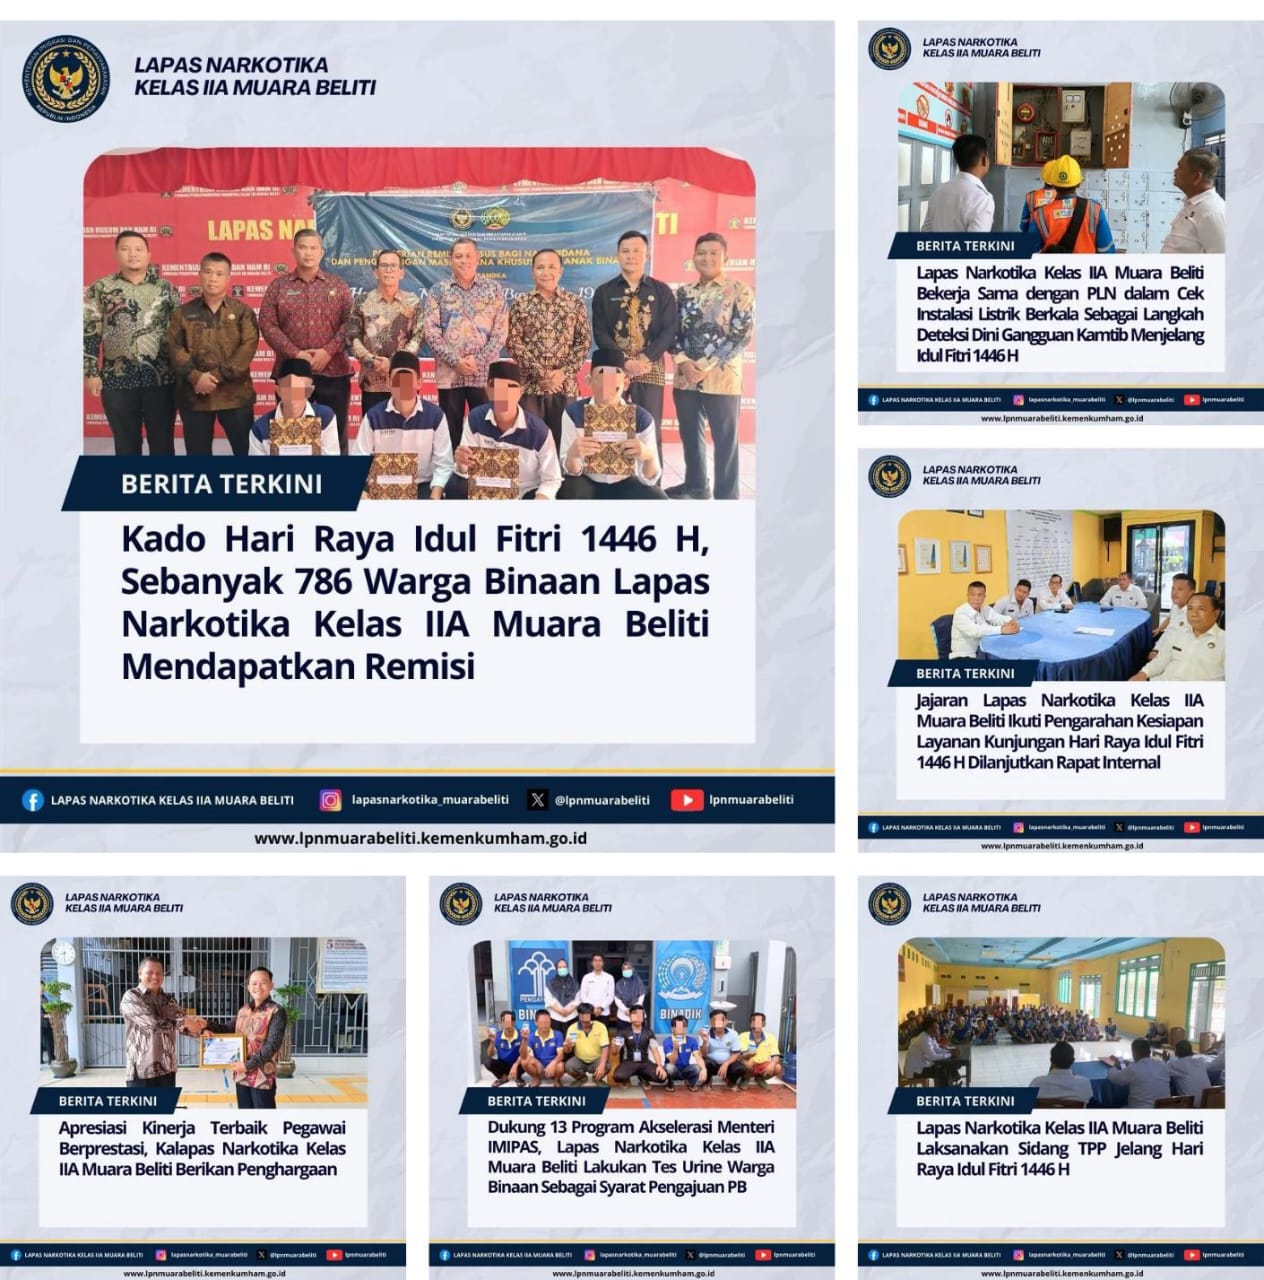 LAPAS NARKOTIKA
KELAS IIA MUARA BELITI
KEMENTERIAN IMIGRASI DAN PEMASYARAKATAN
REPUBLIK INDONESIA
LAPAS NA
TI
BERITA TERKINI
Kado Hari Raya Idul Fitri 1446 H,
Sebanyak 786 Warga Binaan Lapas
Narkotika Kelas IIA Muara Beliti
Mendapatkan Remisi
LAPAS NARKOTIKA KELAS IIA MUARA BELITI lapasnarkotika_muarabeliti @lpnmuarabeliti lpnmuarabeliti
www.lpnmuarabeliti.kemenkumham.go.id
LAPAS NARKOTIKA
KELAS IIA MUARA BELITI
BERITA TERKINI
Lapas Narkotika Kelas IIA Muara Beliti
Bekerja Sama dengan PLN dalam Cek
Instalasi Listrik Berkala Sebagai Langkah
Deteksi Dini Gangguan Kamtib Menjelang
Idul Fitri 1446 H
LAPAS NARKOTIKA KELAS IIA MUARA BELITI lapasnarkotika_muarabeliti @lpnmuarabeliti lpnmuarabeliti
www.lpnmuarabeliti.kemenkumham.go.id
LAPAS NARKOTIKA
KELAS IIA MUARA BELITI
BERITA TERKINI
Jajaran Lapas Narkotika Kelas IIA
Muara Beliti Ikuti Pengarahan Kesiapan
Layanan Kunjungan Hari Raya Idul Fitri
1446 H Dilanjutkan Rapat Internal
LAPAS NARKOTIKA KELAS IIA MUARA BELITI lapasnarkotika_muarabeliti @lpnmuarabeliti lpnmuarabeliti
www.lpnmuarabeliti.kemenkumham.go.id
LAPAS NARKOTIKA
KELAS IIA MUARA BELITI
BERITA TERKINI
Apresiasi Kinerja Terbaik Pegawai
Berprestasi, Kalapas Narkotika Kelas
IIA Muara Beliti Berikan Penghargaan
LAPAS NARKOTIKA KELAS IIA MUARA BELITI lapasnarkotika_muarabeliti @lpnmuarabeliti lpnmuarabeliti
www.lpnmuarabeliti.kemenkumham.go.id
LAPAS NARKOTIKA
KELAS IIA MUARA BELITI
BINADIK
BERITA TERKINI
Dukung 13 Program Akselerasi Menteri
IMIPAS, Lapas Narkotika Kelas IIA
Muara Beliti Lakukan Tes Urine Warga
Binaan Sebagai Syarat Pengajuan PB
LAPAS NARKOTIKA KELAS IIA MUARA BELITI lapasnarkotika_muarabeliti @lpnmuarabeliti lpnmuarabeliti
www.lpnmuarabeliti.kemenkumham.go.id
LAPAS NARKOTIKA
KELAS IIA MUARA BELITI
BERITA TERKINI
Lapas Narkotika Kelas IIA Muara Beliti
Laksanakan Sidang TPP Jelang Hari
Raya Idul Fitri 1446 H
LAPAS NARKOTIKA KELAS IIA MUARA BELITI lapasnarkotika_muarabeliti @lpnmuarabeliti lpnmuarabeliti
www.lpnmuarabeliti.kemenkumham.go.id